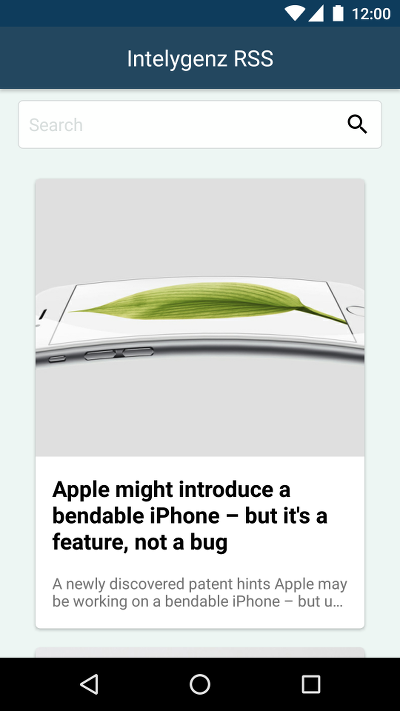 12:00
Intelygenz RSS
Search
Apple might introduce a
bendable iPhone – but it's a
feature, not a bug
A newly discovered patent hints Apple may
be working on a bendable iPhone – but u...